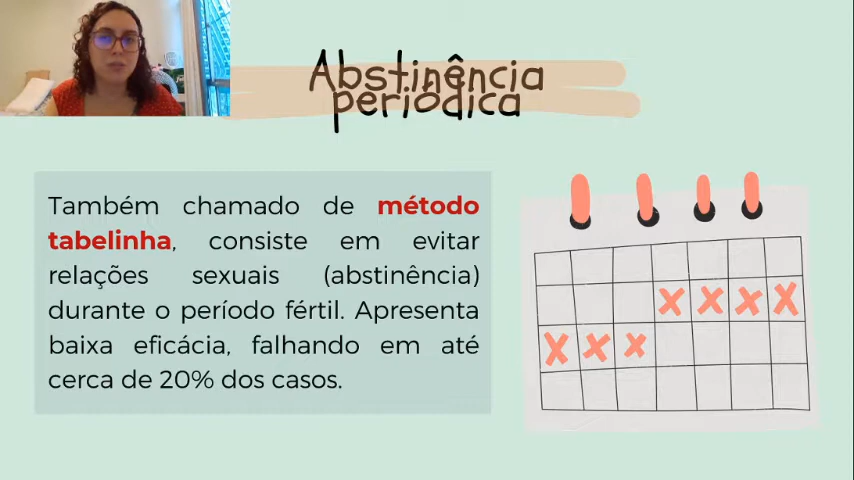 Abstinência
periódica
Também chamado de método
tabelinha, consiste em evitar
relações sexuais (abstinência)
durante o período fértil. Apresenta
baixa eficácia, falhando em até
cerca de 20% dos casos.